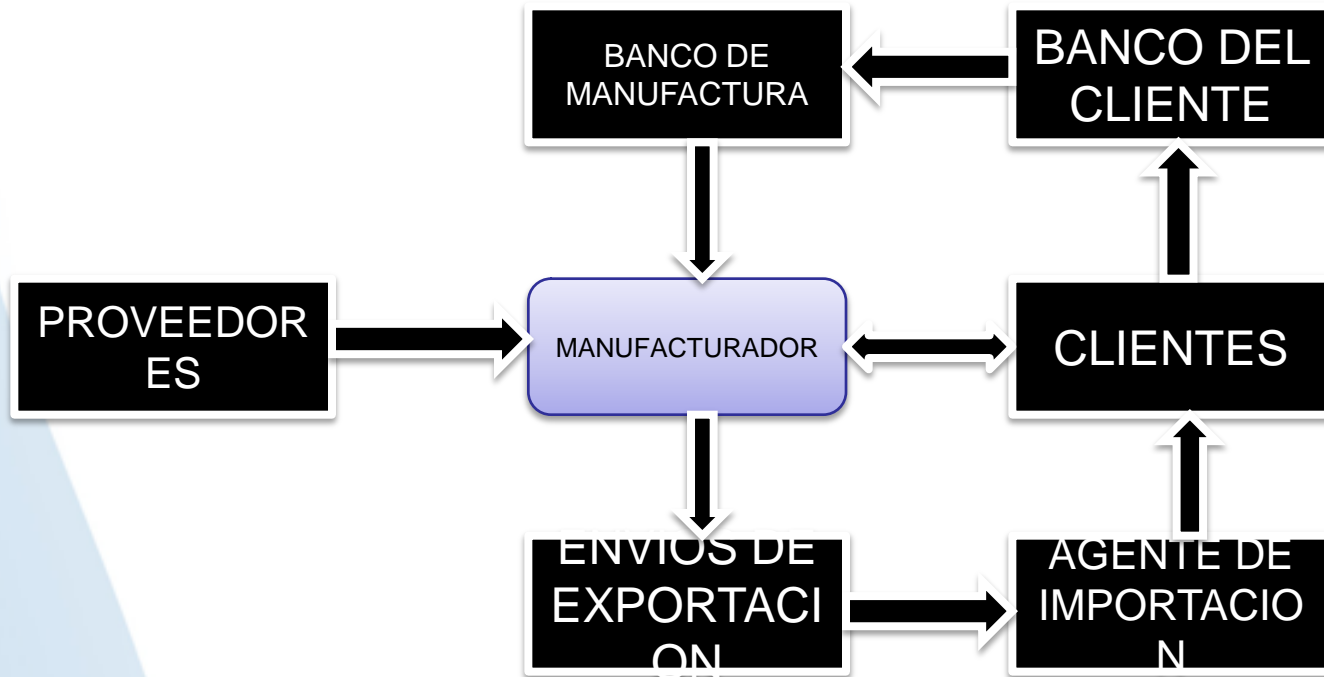 BANCO DE
MANUFACTURA
BANCO DEL
CLIENTE
PROVEEDOR
ES
MANUFACTURADOR
CLIENTES
ENVIOS DE
EXPORTACI
ON
AGENTE DE
IMPORTACIO
N